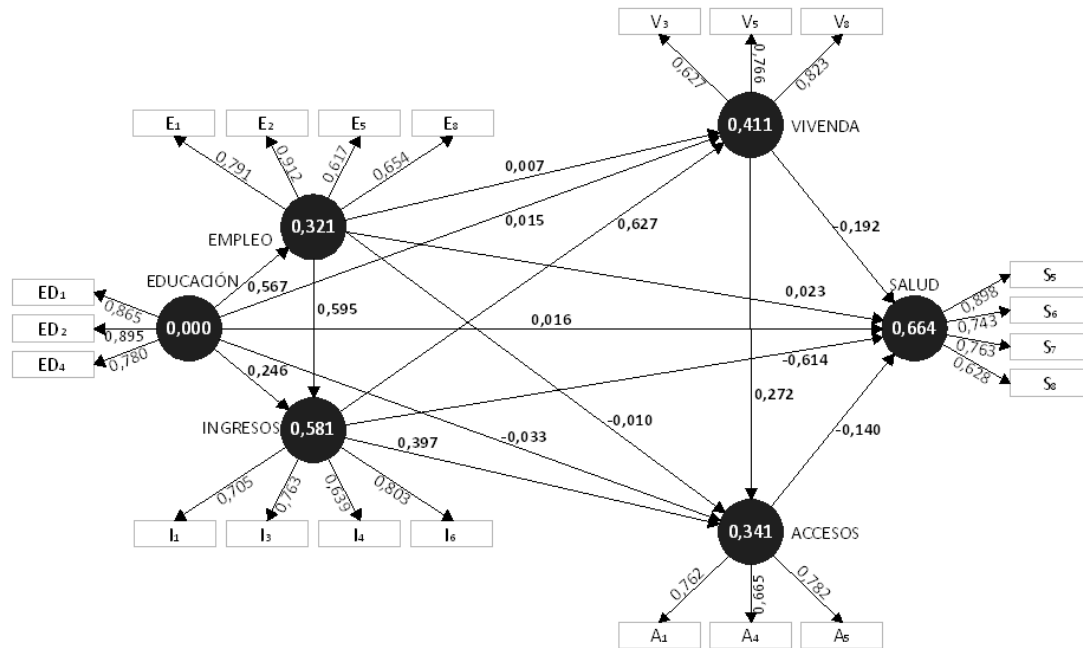 V₃ V₅ V₈
0,627 0,766 0,823
0,411 VIVENDA
E₁ E₂ E₅ E₈
0,791 0,912 0,617 0,654
0,321
EMPLEO
0,007
0,015
0,627
-0,192
EDUCACIÓN
0,567
0,595
0,023
SALUD
ED₁
ED₂
ED₄
0,865
0,895
0,780
0,000
0,016
0,664
0,898
0,743
0,763
0,628
S₅
S₆
S₇
S₈
0,246
-0,614
0,272
INGRESOS
0,581
0,397
-0,033
-0,010
-0,140
0,705 0,763 0,639 0,803
I₁ I₃ I₄ I₆
0,341 ACCESOS
0,762 0,695 0,782
A₁ A₄ A₅